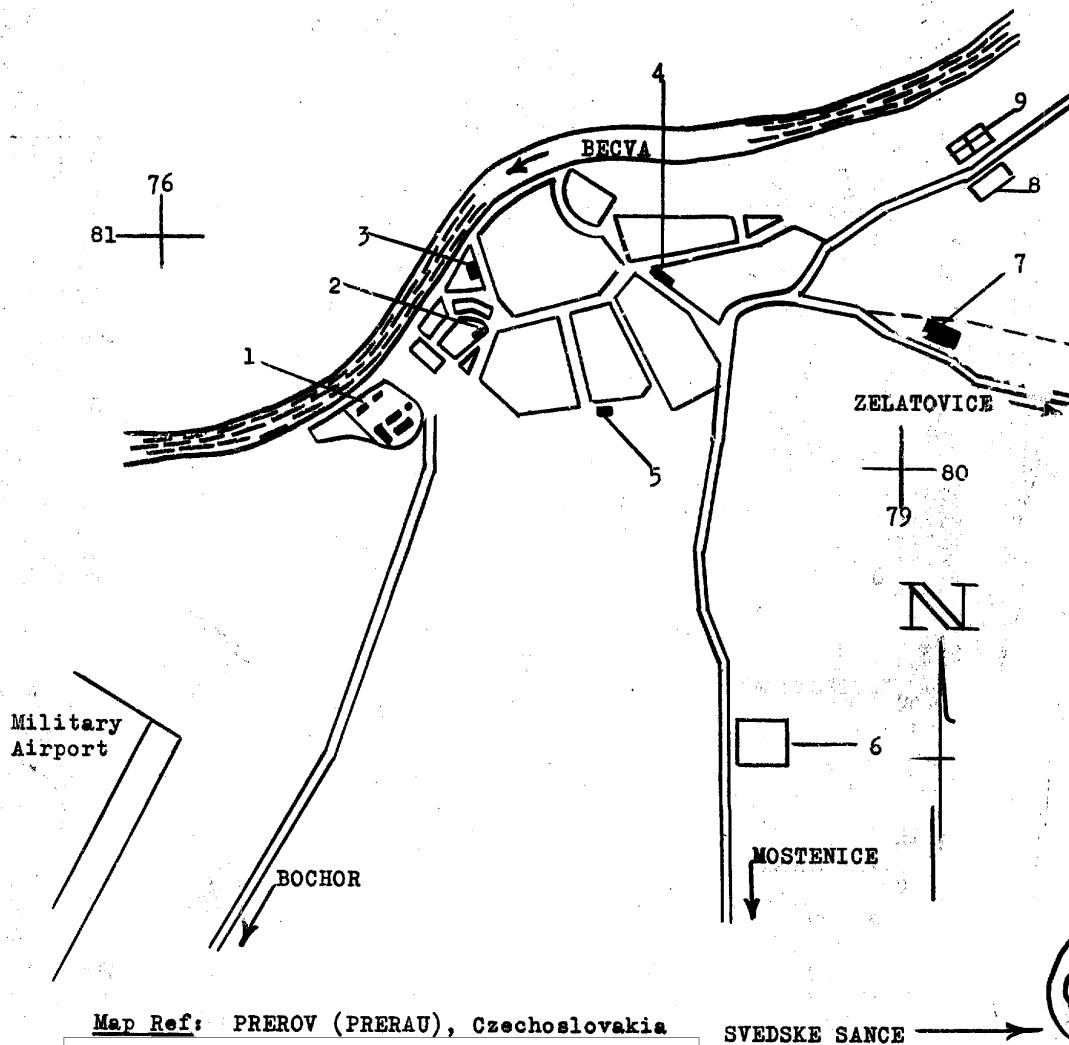 4
9
BECVA
76
8
81
3
7
2
1
ZELATOVICE
5
80
79
N
Military
Airport
6
MOSTENICE
BOCHOR
Map Ref: PREROV (PRERAU), Czechoslovakia
SVEDSKE SANCE